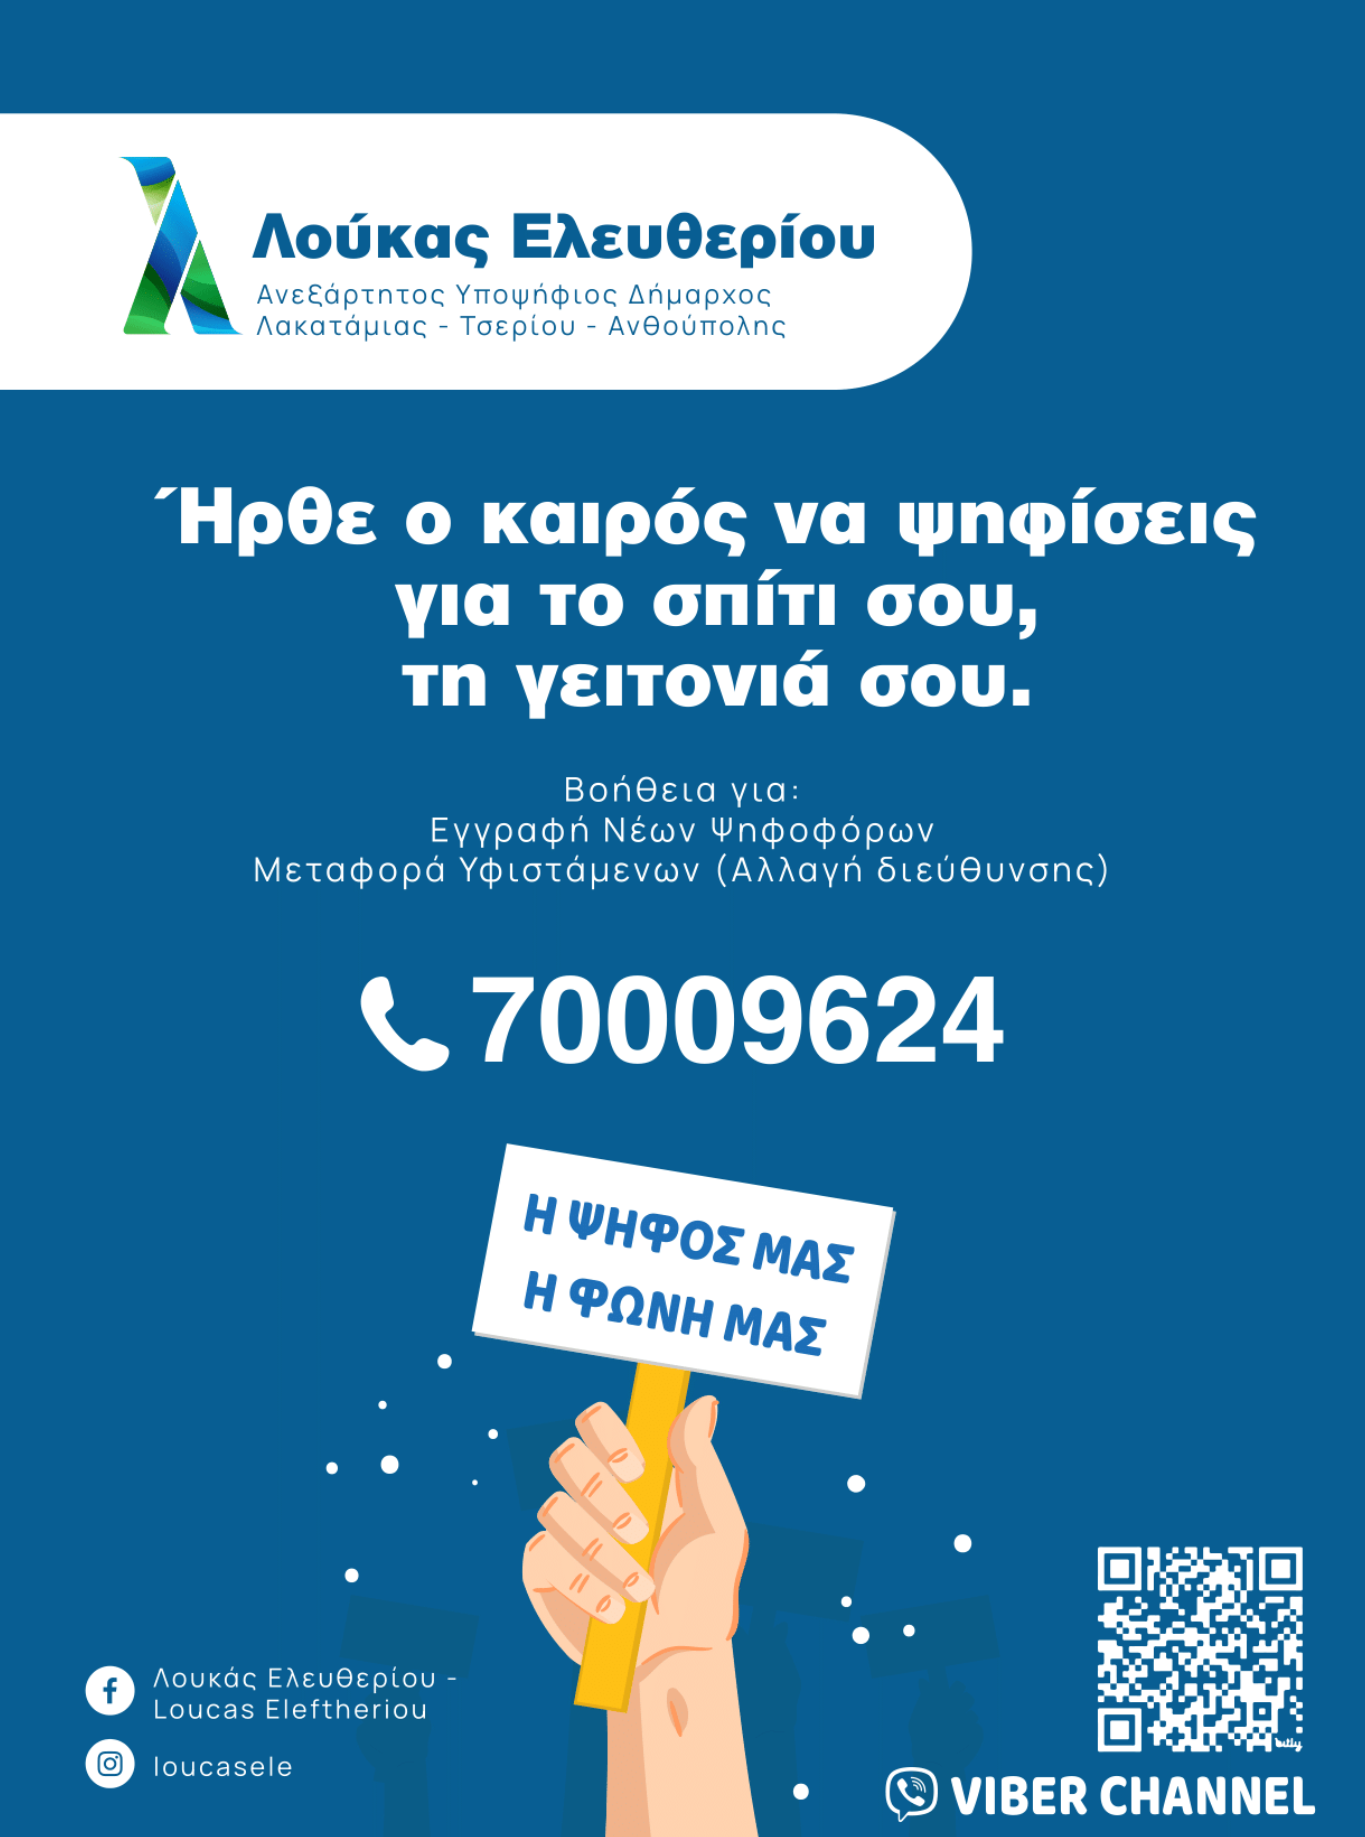 Λούκας Ελευθερίου
Ανεξάρτητος Υποψήφιος Δήμαρχος
Λακατάμιας - Τσερίου - Ανθούπολης
Ήρθε ο καιρός να ψηφίσεις
για το σπίτι σου,
τη γειτονιά σου.
Βοήθεια για:
Εγγραφή Νέων Ψηφοφόρων
Μεταφορά Υφιστάμενων (Αλλαγή διεύθυνσης)
70009624
Η ΨΗΦΟΣ ΜΑΣ
Η ΦΩΝΗ ΜΑΣ
Λουκάς Ελευθερίου -
Loucas Eleftheriou
loucasele
bitly
VIBER CHANNEL